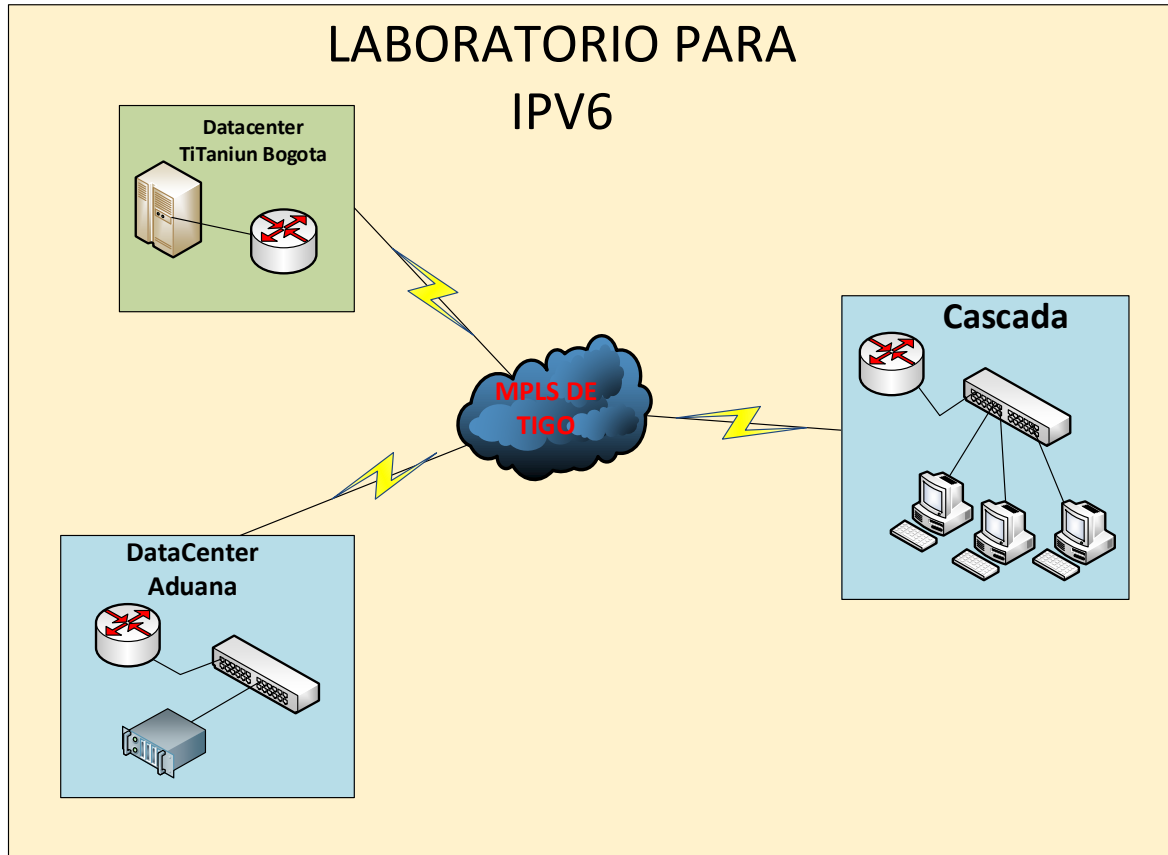 LABORATORIO PARA
IPV6
Datacenter
TiTaniun Bogota
Cascada
MPLS DE
TIGO
DataCenter
Aduana